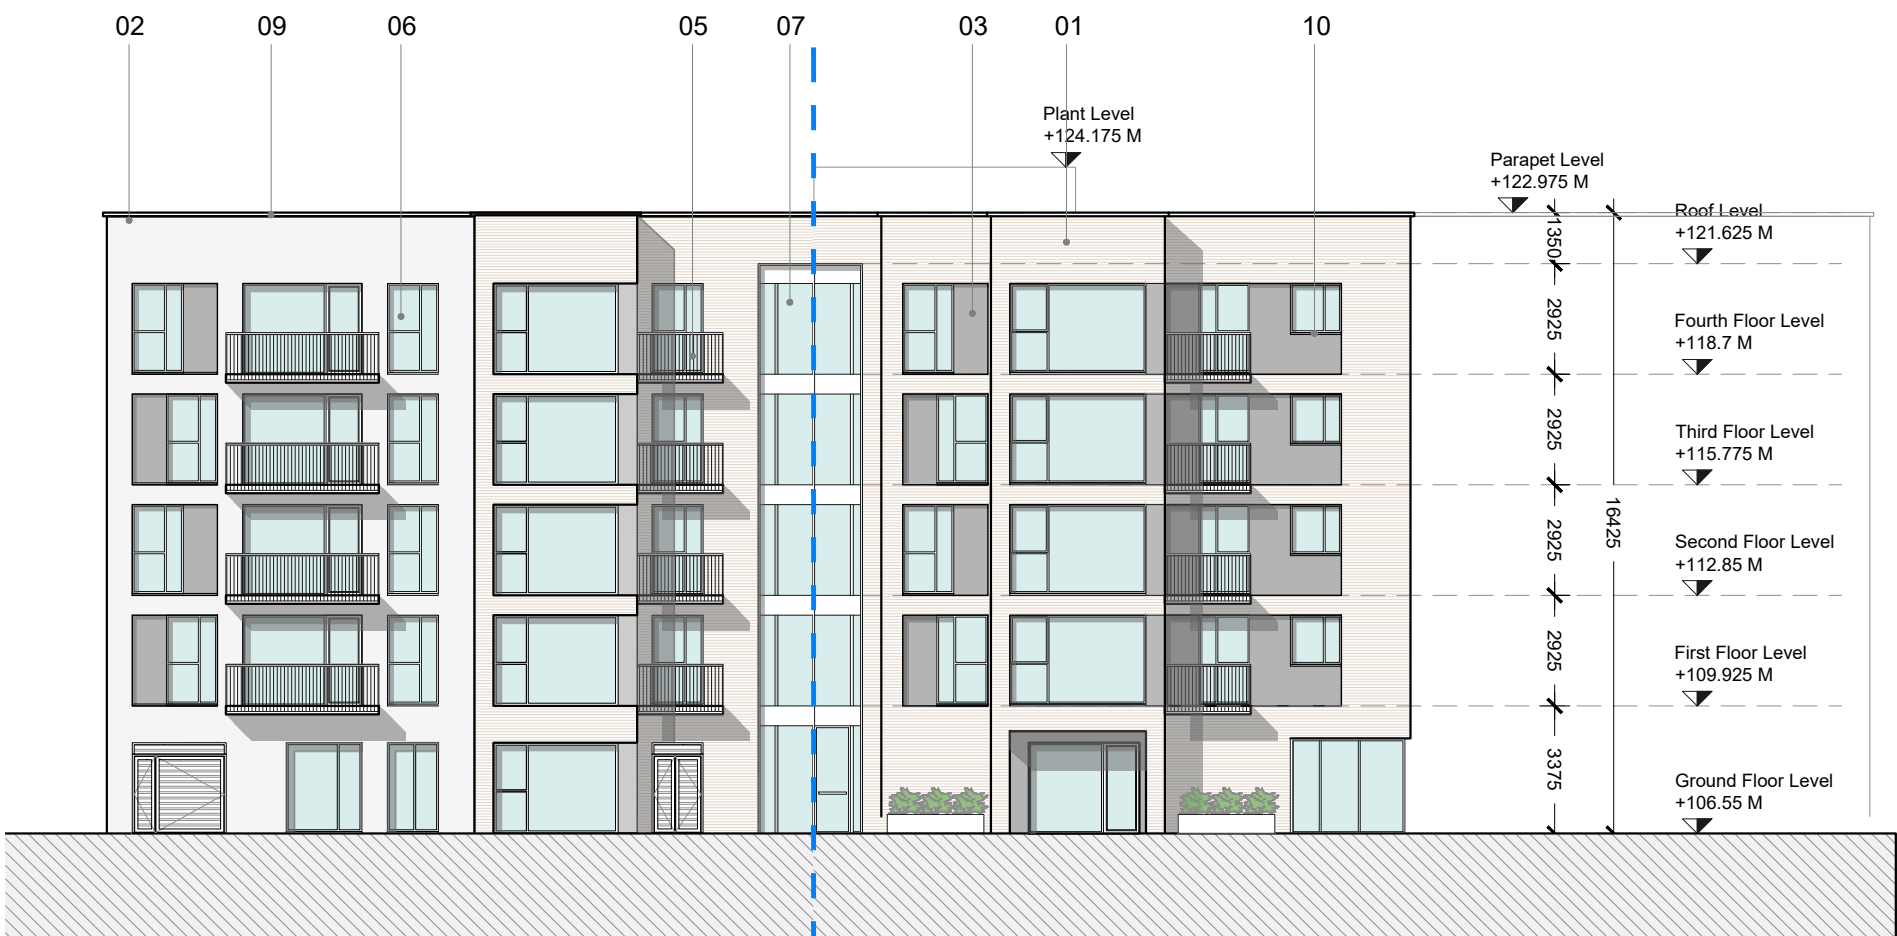 02
09
06
05
07
03
01
10
Plant Level
+124.175 M
Parapet Level
+122.975 M
Roof Level
+121.625 M
1350
Fourth Floor Level
+118.7 M
2925
Third Floor Level
+115.775 M
2925
16425
Second Floor Level
+112.85 M
2925
First Floor Level
+109.925 M
2925
Ground Floor Level
+106.55 M
3375